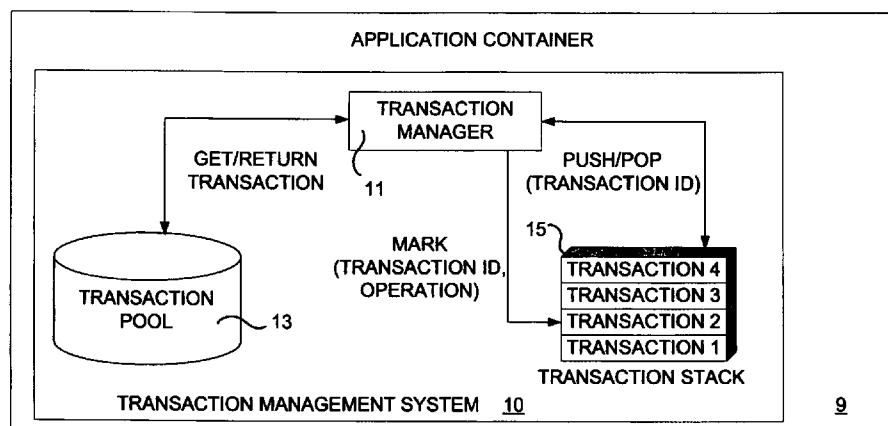 APPLICATION CONTAINER
TRANSACTION
MANAGER
11
GET/RETURN
TRANSACTION
PUSH/POP
(TRANSACTION ID)
MARK
(TRANSACTION ID,
OPERATION)
15
TRANSACTION 4
TRANSACTION 3
TRANSACTION 2
TRANSACTION 1
TRANSACTION STACK
TRANSACTION
POOL
13
TRANSACTION MANAGEMENT SYSTEM 10
9